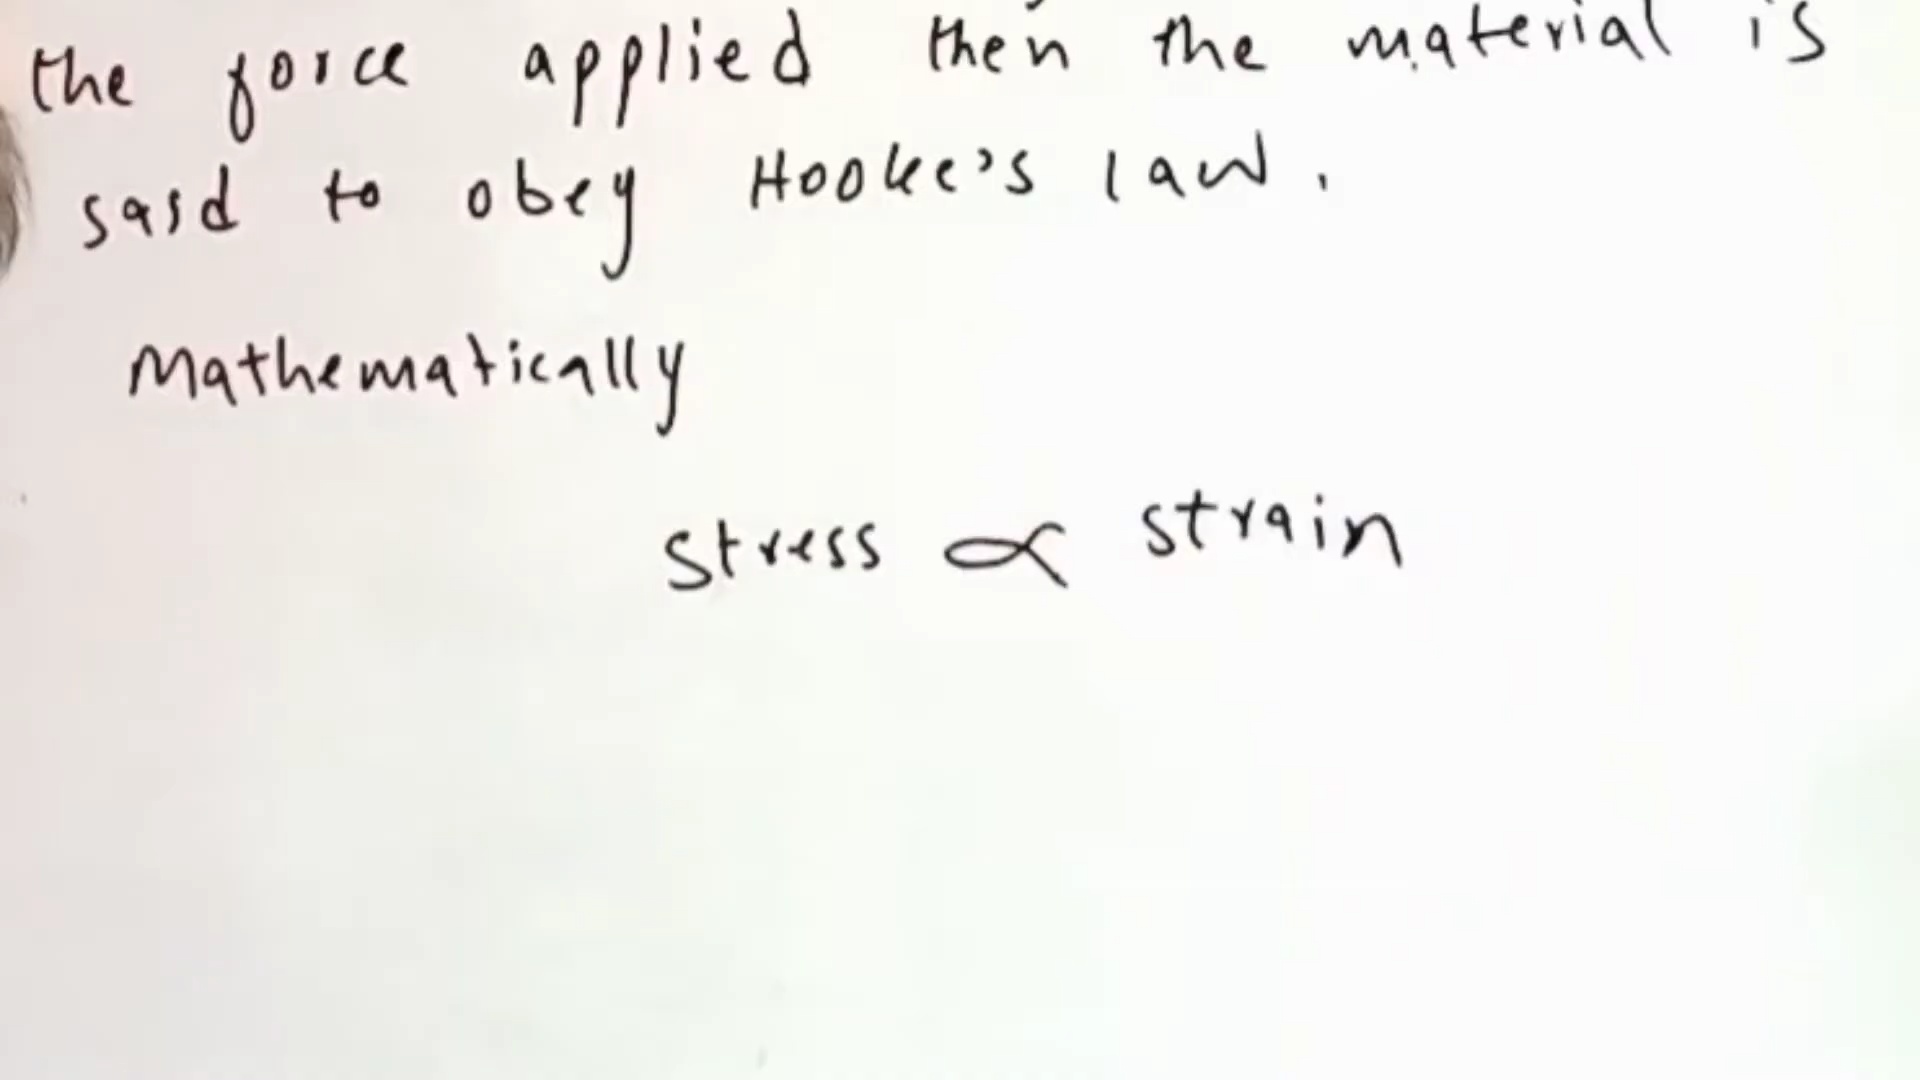 the force applied then the material is
said to obey Hooke's law.
Mathematically
stress ∝ strain